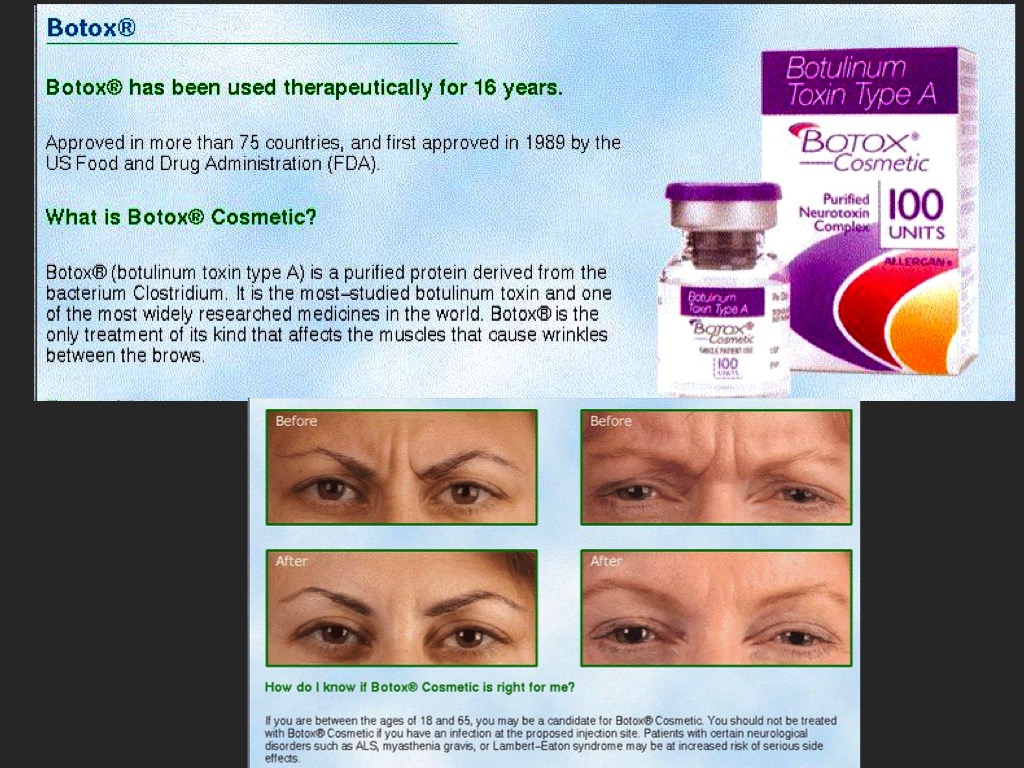 Botox®
Botox® has been used therapeutically for 16 years.
Approved in more than 75 countries, and first approved in 1989 by the
US Food and Drug Administration (FDA).
What is Botox® Cosmetic?
Botox® (botulinum toxin type A) is a purified protein derived from the
bacterium Clostridium. It is the most-studied botulinum toxin and one
of the most widely researched medicines in the world. Botox® is the
only treatment of its kind that affects the muscles that cause wrinkles
between the brows.
Botulinum
Toxin Type A
BOTOX®
Cosmetic
Purified
Neurotoxin
Complex
100
UNITS
ALLERGAN
Botulinum
Toxin Type A
BOTOX®
Cosmetic
100
UNITS
Before
Before
After
After
How do I know if Botox® Cosmetic is right for me?
If you are between the ages of 18 and 65, you may be a candidate for Botox® Cosmetic. You should not be treated
with Botox® Cosmetic if you have an infection at the proposed injection site. Patients with certain neurological
disorders such as ALS, myasthenia gravis, or Lambert-Eaton syndrome may be at increased risk of serious side
effects.